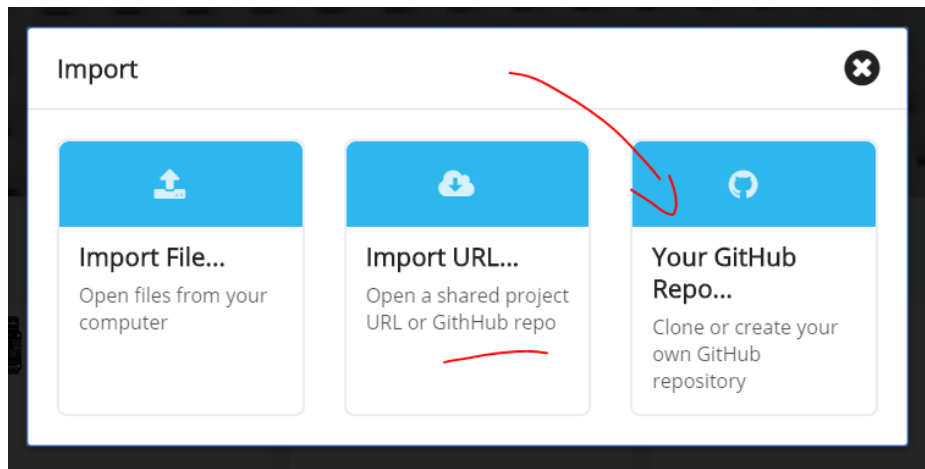 Import
Import File...
Open files from your
computer
Import URL...
Open a shared project
URL or GithHub repo
Your GitHub
Repo...
Clone or create your
own GitHub
repository